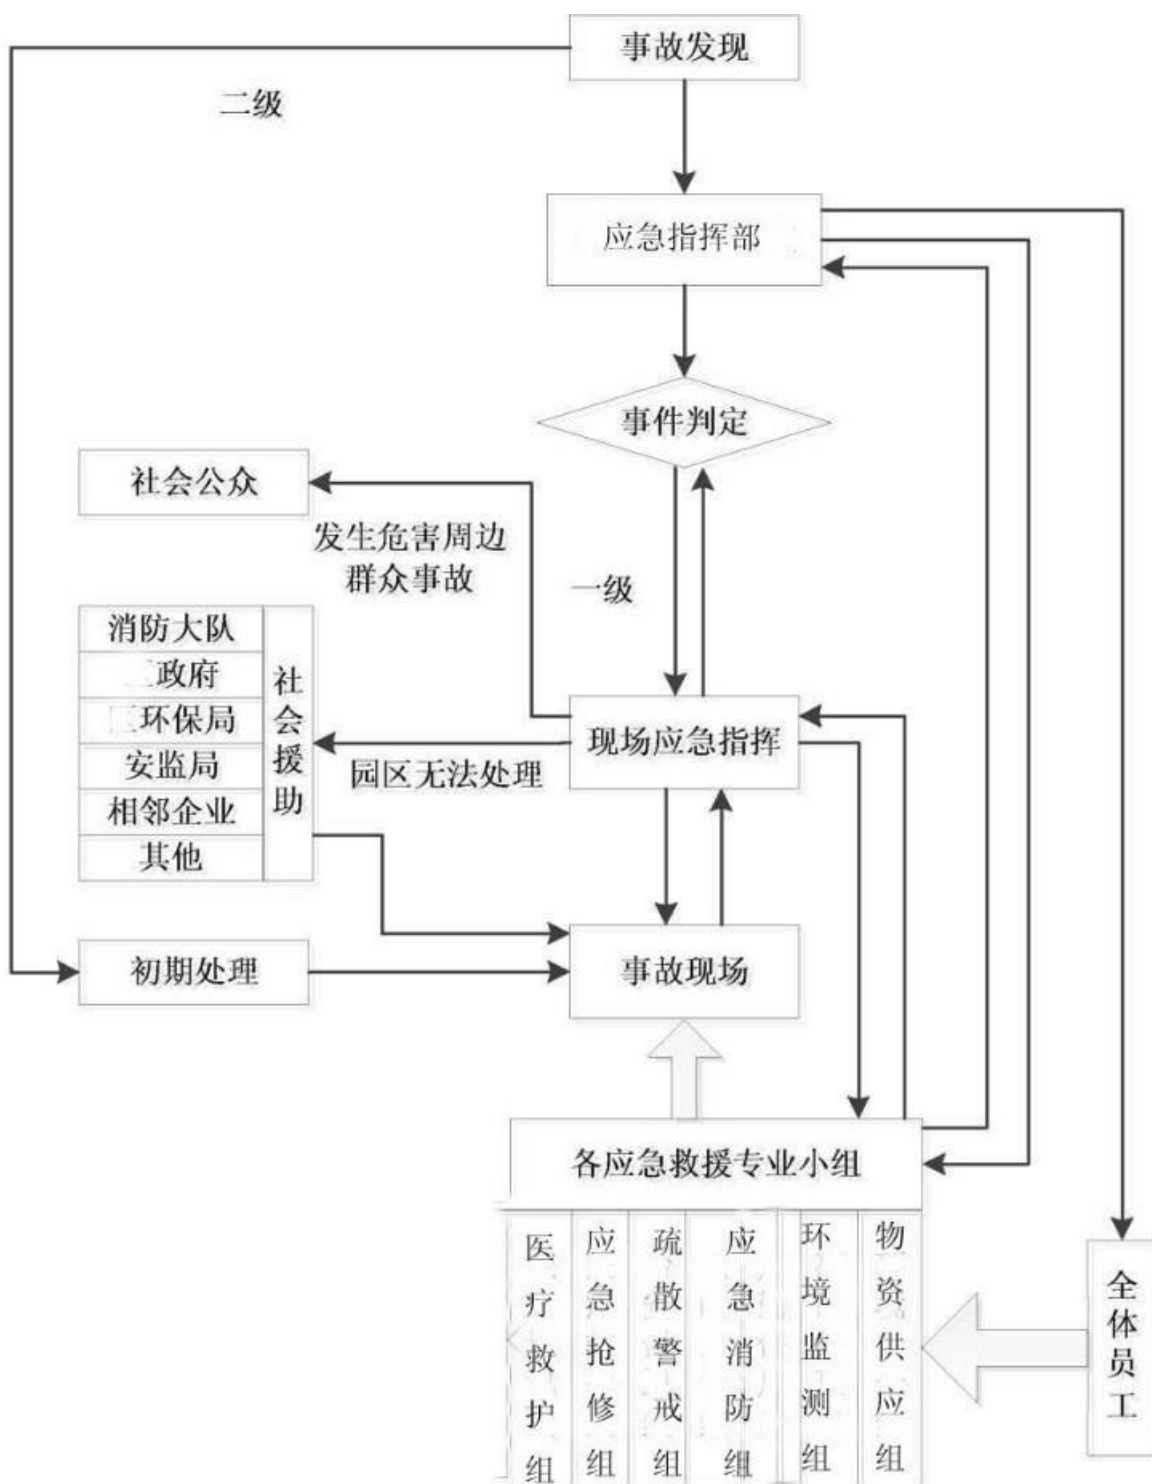 事故发现
二级
应急指挥部
事件判定
社会公众
发生危害周边
群众事故
一级
消防大队
政府
环保局
安监局
相邻企业
其他
社会援助
现场应急指挥
园区无法处理
初期处理
事故现场
各应急救援专业小组
医疗救护组
应急抢修组
疏散警戒组
应急消防组
环境监测组
物资供应组
全体员工